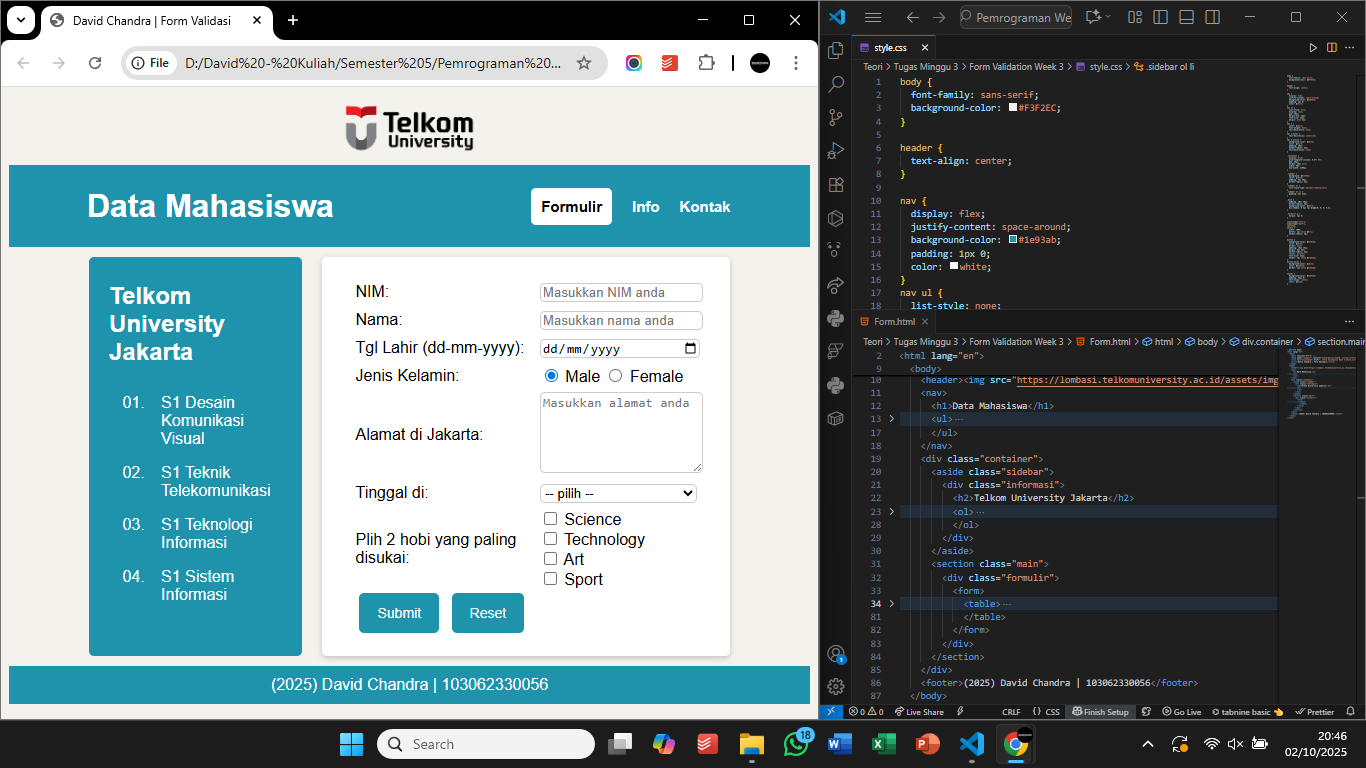 David Chandra | Form Validasi
File
D:/David%20-%20Kuliah/Semester%205/Pemrograman%20...
Telkom
University
Data Mahasiswa
Formulir
Info
Kontak
Telkom
University
Jakarta
01. S1 Desain
Komunikasi
Visual
02. S1 Teknik
Telekomunikasi
03. S1 Teknologi
Informasi
04. S1 Sistem
Informasi
NIM: Masukkan NIM anda
Nama: Masukkan nama anda
Tgl Lahir (dd-mm-yyyy): dd/mm/yyyy
Jenis Kelamin: Male Female
Alamat di Jakarta: Masukkan alamat anda
Tinggal di: -- pilih --
Plih 2 hobi yang paling
disukai:
Science
Technology
Art
Sport
Submit
Reset
(2025) David Chandra | 103062330056
Pemrograman We
style.css
Teori > Tugas Minggu 3 > Form Validation Week 3 > style.css > .sidebar ol li
1 body {
2 font-family: sans-serif;
3 background-color: #F3F2EC;
4 }
5
6 header {
7 text-align: center;
8 }
9
10 nav {
11 display: flex;
12 justify-content: space-around;
13 background-color: #1e93ab;
14 padding: 1px 0;
15 color: white;
16 }
17 nav ul {
18 list-style: none;
Form.html
Teori > Tugas Minggu 3 > Form Validation Week 3 > Form.html > html > body > div.container > section.main
2 <html lang="en">
9 <body>
10 <header><img src="https://lombasi.telkomuniversity.ac.id/assets/img
11 <nav>
12 <h1>Data Mahasiswa</h1>
13 <ul>...
17 </ul>
18 </nav>
19 <div class="container">
20 <aside class="sidebar">
21 <div class="informasi">
22 <h2>Telkom University Jakarta</h2>
23 <ol>...
28 </ol>
29 </div>
30 </aside>
31 <section class="main">
32 <div class="formulir">
33 <form>
34 <table>...
81 </table>
82 </form>
83 </div>
84 </section>
85 </div>
86 <footer>(2025) David Chandra | 103062330056</footer>
87 </body>
1
0 0 Live Share CRLF {} CSS Finish Setup Go Live tabnine basic Prettier
Search
18
20:46
02/10/2025